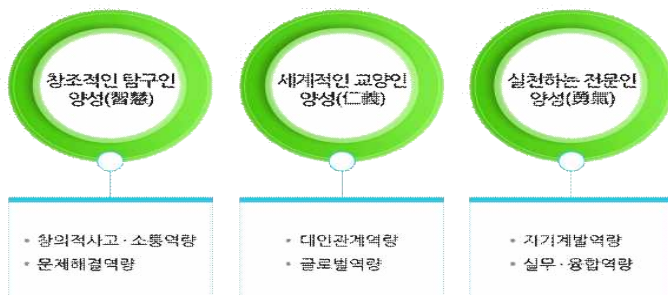 창조적인 탐구인
양성(智慧)
세계적인 교양인
양성(仁義)
실천하는 전문인
양성(勇氣)
• 창의적사고 · 소통역량
• 문제해결역량
• 대인관계역량
• 글로벌역량
• 자기계발역량
• 실무 · 융합역량